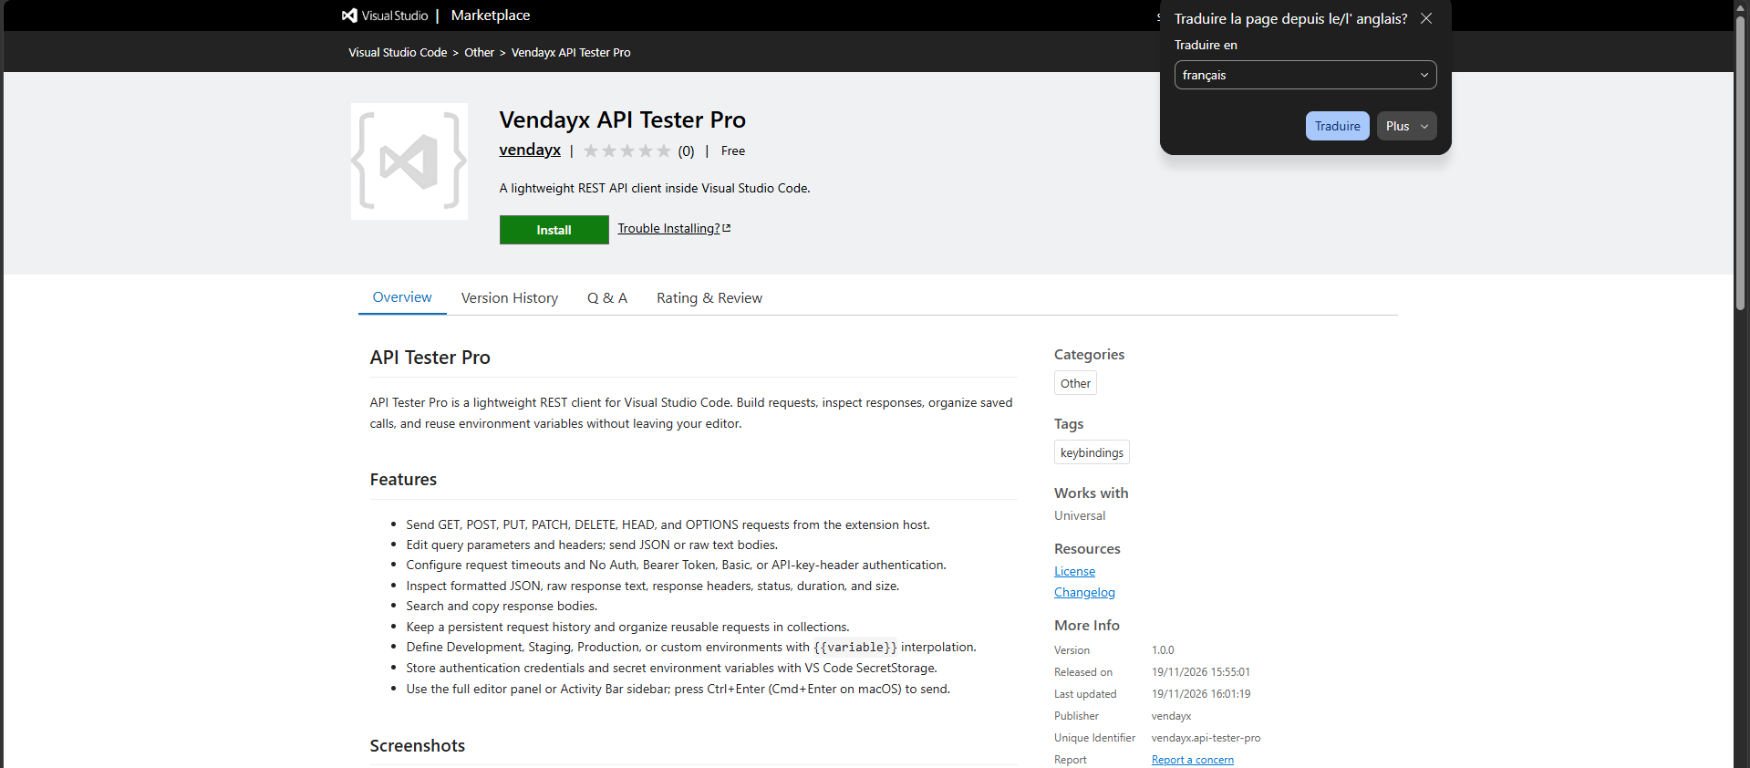 Visual Studio | Marketplace
S
Traduire la page depuis le/l' anglais?
Traduire en
français
Traduire
Plus
Visual Studio Code > Other > Vendayx API Tester Pro
Vendayx API Tester Pro
vendayx | (0) | Free
A lightweight REST API client inside Visual Studio Code.
Install
Trouble Installing?
Overview
Version History
Q & A
Rating & Review
API Tester Pro
API Tester Pro is a lightweight REST client for Visual Studio Code. Build requests, inspect responses, organize saved
calls, and reuse environment variables without leaving your editor.
Features
• Send GET, POST, PUT, PATCH, DELETE, HEAD, and OPTIONS requests from the extension host.
• Edit query parameters and headers; send JSON or raw text bodies.
• Configure request timeouts and No Auth, Bearer Token, Basic, or API-key-header authentication.
• Inspect formatted JSON, raw response text, response headers, status, duration, and size.
• Search and copy response bodies.
• Keep a persistent request history and organize reusable requests in collections.
• Define Development, Staging, Production, or custom environments with {{variable}} interpolation.
• Store authentication credentials and secret environment variables with VS Code SecretStorage.
• Use the full editor panel or Activity Bar sidebar; press Ctrl+Enter (Cmd+Enter on macOS) to send.
Screenshots
Categories
Other
Tags
keybindings
Works with
Universal
Resources
License
Changelog
More Info
Version 1.0.0
Released on 19/11/2026 15:55:01
Last updated 19/11/2026 16:01:19
Publisher vendayx
Unique Identifier vendayx.api-tester-pro
Report Report a concern